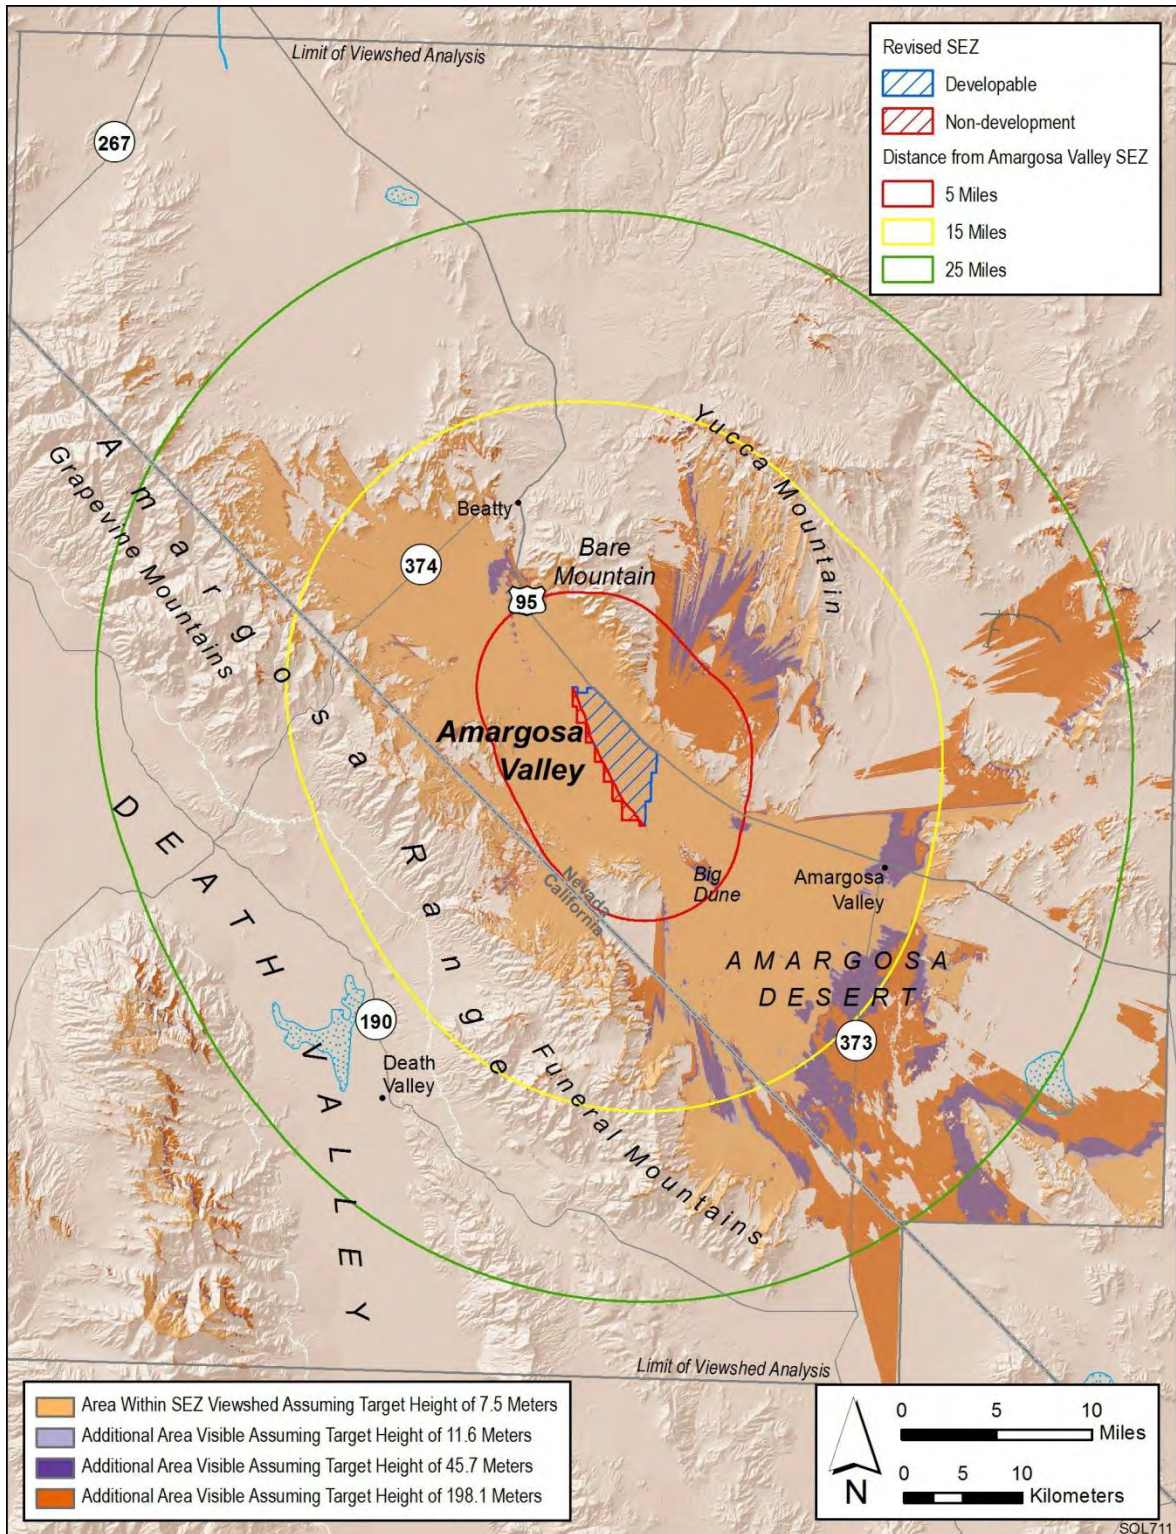 Limit of Viewshed Analysis
Revised SEZ
Developable
Non-development
Distance from Amargosa Valley SEZ
5 Miles
15 Miles
25 Miles
267
Yucca Mountain
Amargosa Range
Grapevine Mountains
Beatty
374
Bare
Mountain
95
Amargosa
Valley
DEATH VALLEY
Nevada
California
Big
Dune
Amargosa
Valley
AMARGOSA
DESERT
190
373
Death
Valley
Funeral Mountains
Limit of Viewshed Analysis
Area Within SEZ Viewshed Assuming Target Height of 7.5 Meters
Additional Area Visible Assuming Target Height of 11.6 Meters
Additional Area Visible Assuming Target Height of 45.7 Meters
Additional Area Visible Assuming Target Height of 198.1 Meters
N
0 5 10
Miles
0 5 10
Kilometers
SOL711